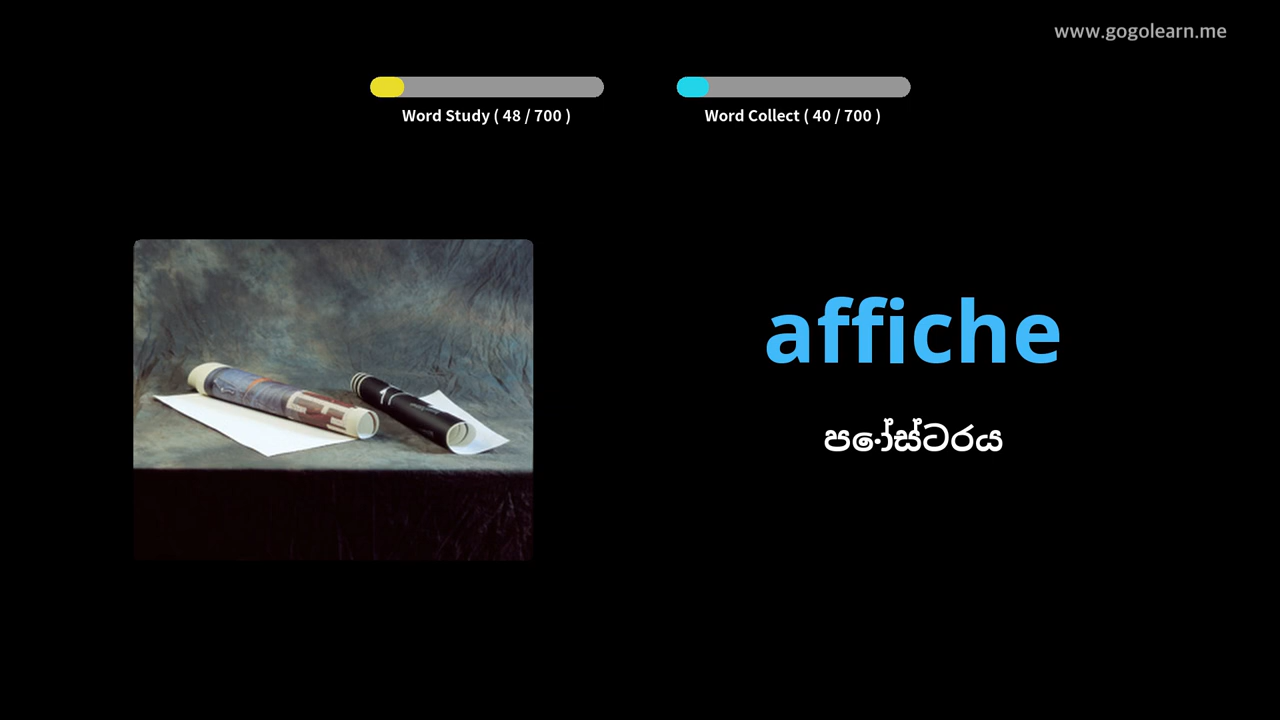 www.gogolearn.me
Word Study ( 48 / 700 )
Word Collect ( 40 / 700 )
affiche
පෝස්ටරය